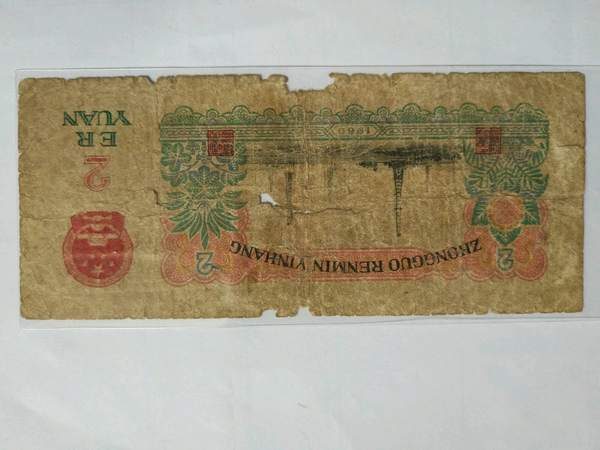 ZHONGGUO RENMIN YINHANG
2
2
2
ER
YUAN
1960